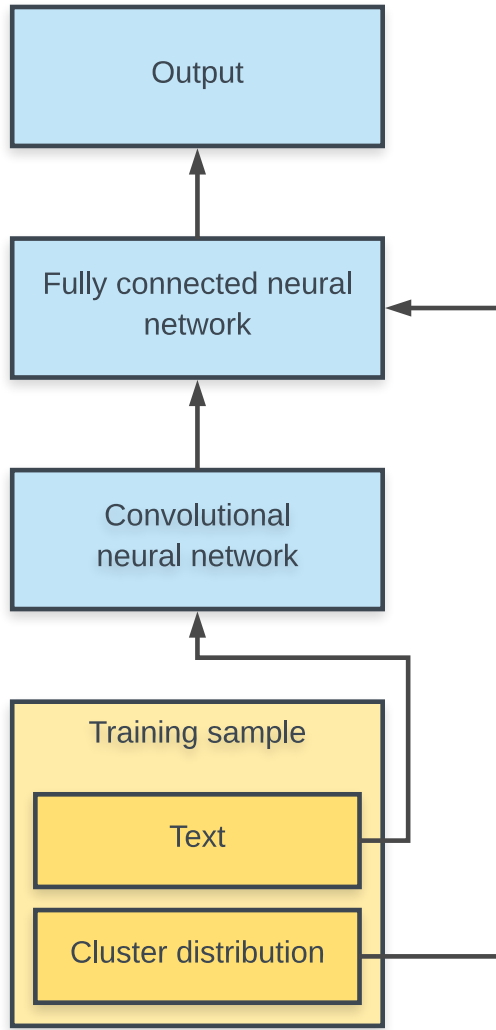 Output
Fully connected neural
network
Convolutional
neural network
Training sample
Text
Cluster distribution